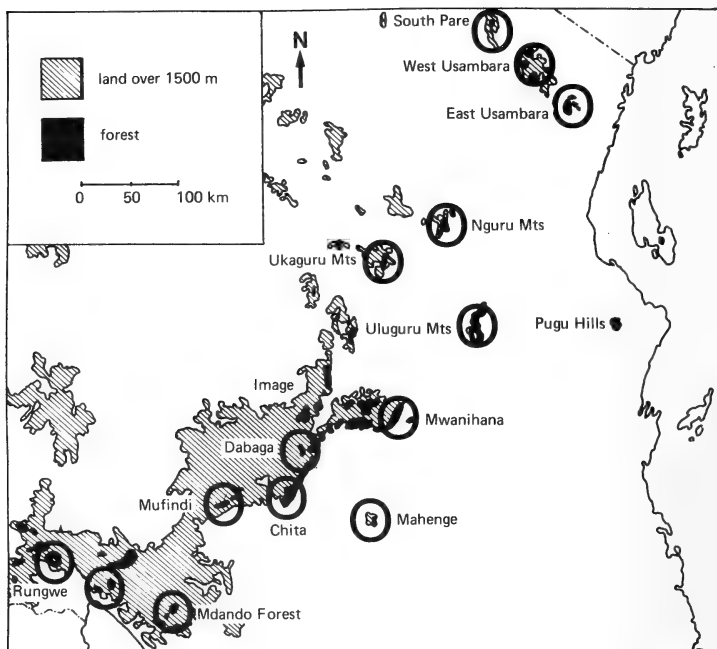 South Pare
N
West Usambara
land over 1500 m
East Usambara
forest
0 50 100 km
Nguru Mts
Ukaguru Mts
Uluguru Mts
Pugu Hills
Image
Mwanihana
Dabaga
Mufindi
Chita
Mahenge
Rungwe
Mdando Forest